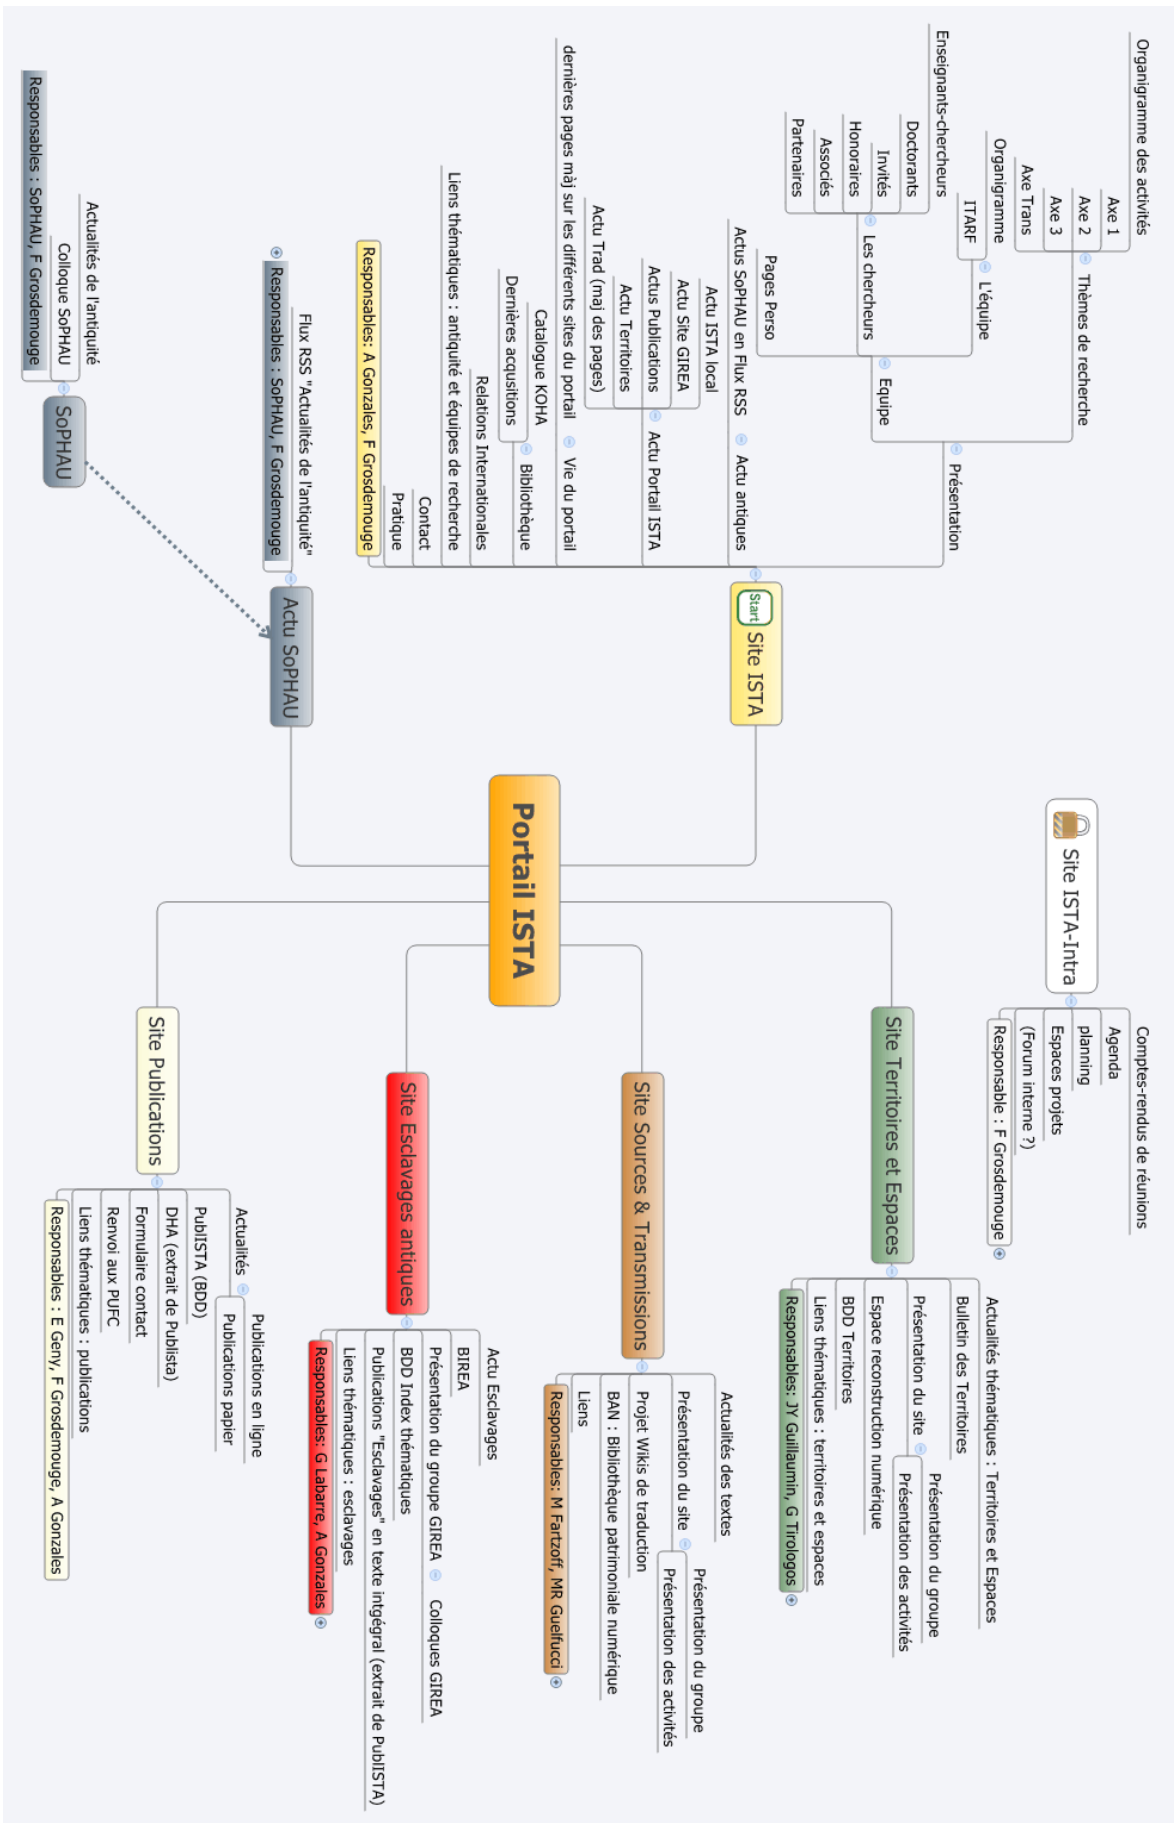 Portail ISTA
Start
Site ISTA
Présentation
Thèmes de recherche
Organigramme des activités
Axe 1
Axe 2
Axe 3
Axe Trans
Equipe
L'équipe
Organigramme
ITARF
Les chercheurs
Enseignants-chercheurs
Doctorants
Invités
Honoraires
Associés
Partenaires
Pages Perso
Actu antiques
Actus SoPHAU en Flux RSS
Actu Portail ISTA
Actu ISTA local
Actu Site GIREA
Actus Publications
Actu Territoires
Actu Trad (maj des pages)
Vie du portail
dernières pages màj sur les différents sites du portail
Bibliothèque
Catalogue KOHA
Dernières acqusitions
Relations Internationales
Liens thématiques : antiquité et équipes de recherche
Contact
Pratique
Responsables: A Gonzales, F Grosdemouge
Actu SoPHAU
Flux RSS "Actualités de l'antiquité"
Responsables : SoPHAU, F Grosdemouge
SoPHAU
Actualités de l'antiquité
Colloque SoPHAU
Responsables : SoPHAU, F Grosdemouge
Site ISTA-Intra
Comptes-rendus de réunions
Agenda
planning
Espaces projets
(Forum interne ?)
Responsable : F Grosdemouge
Site Territoires et Espaces
Actualités thématiques : Territoires et Espaces
Bulletin des Territoires
Présentation du site
Présentation du groupe
Présentation des activités
Espace reconstruction numérique
BDD Territoires
Liens thématiques : territoires et espaces
Responsables: JY Guillaumin, G Tirologos
Site Sources & Transmissions
Actualités des textes
Présentation du site
Présentation du groupe
Présentation des activités
Projet Wikis de traduction
BAN : Bibliothèque patrimoniale numérique
Liens
Responsables: M Fartzoff, MR Guelfucci
Site Esclavages antiques
Actu Esclavages
BIREA
Présentation du groupe GIREA
Colloques GIREA
BDD Index thématiques
Publications "Esclavages" en texte intgégral (extrait de PublISTA)
Liens thématiques : esclavages
Responsables: G Labarre, A Gonzales
Site Publications
Actualités
Publications en ligne
Publications papier
PublISTA (BDD)
DHA (extrait de Publista)
Formulaire contact
Renvoi aux PUFC
Liens thématiques : publications
Responsables : E Geny, F Grosdemouge, A Gonzales